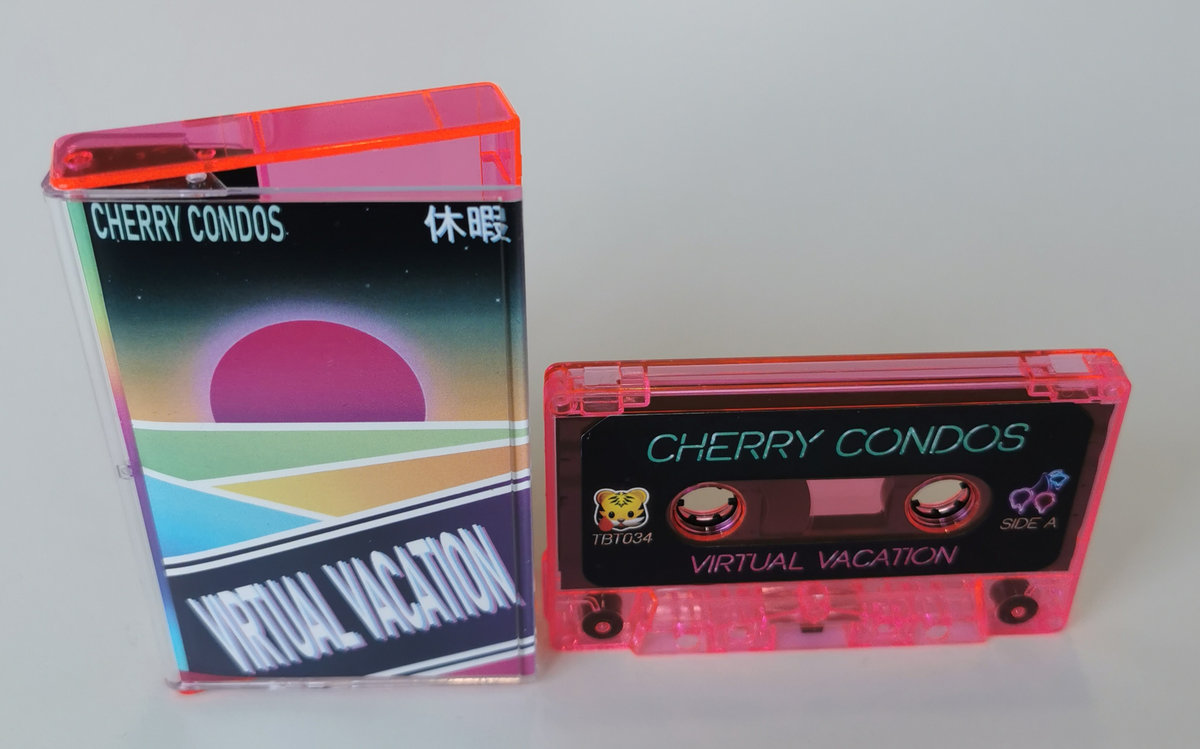 CHERRY CONDOS
休暇
VIRTUAL VACATION
CHERRY CONDOS
TBT034
SIDE A
VIRTUAL VACATION